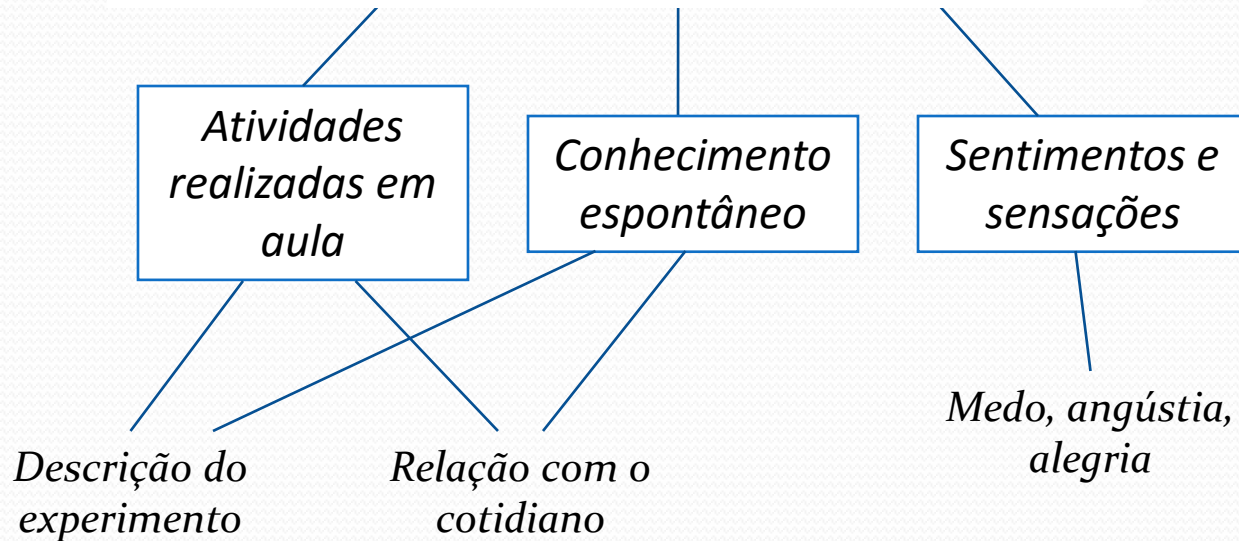 Atividades
realizadas em
aula
Conhecimento
espontâneo
Sentimentos e
sensações
Descrição do
experimento
Relação com o
cotidiano
Medo, angústia,
alegria